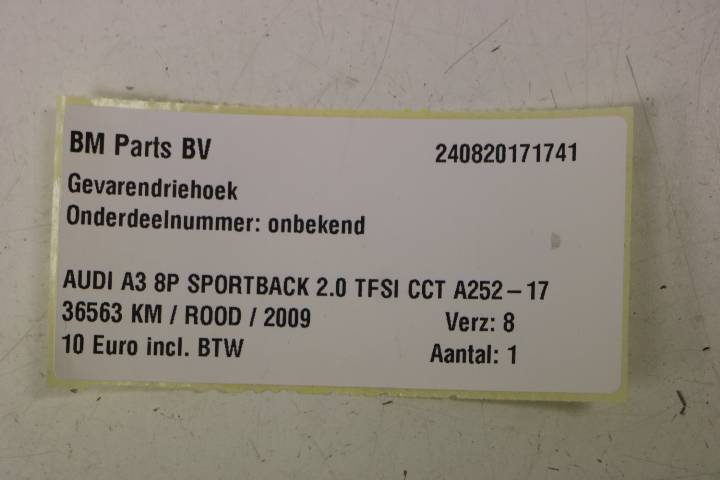 BM Parts BV 240820171741
Gevarendriehoek
Onderdeelnummer: onbekend
AUDI A3 8P SPORTBACK 2.0 TFSI CCT A252-17
36563 KM / ROOD / 2009 Verz: 8
10 Euro incl. BTW Aantal: 1